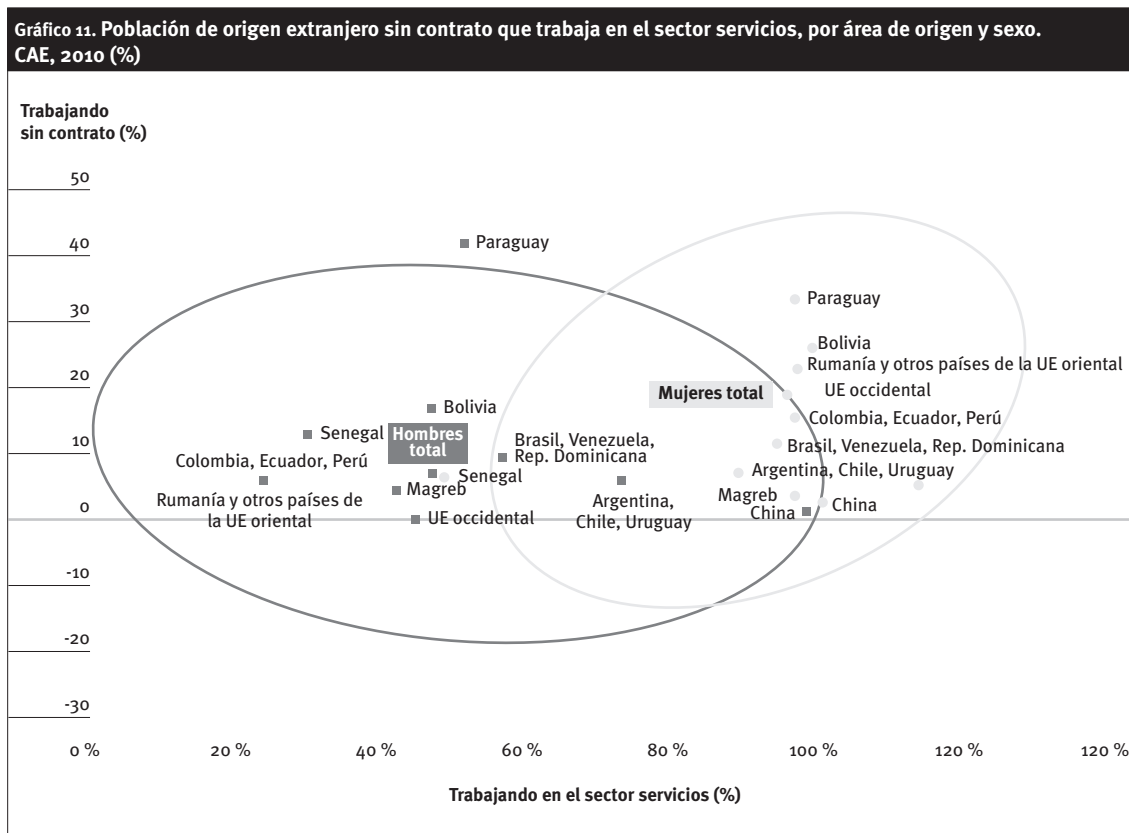 Gráfico 11. Población de origen extranjero sin contrato que trabaja en el sector servicios, por área de origen y sexo.
CAE, 2010 (%)
Trabajando
sin contrato (%)
50
40
30
20
10
0
-10
-20
-30
Paraguay
Paraguay
Bolivia
Rumanía y otros países de la UE oriental
UE occidental
Mujeres total
Colombia, Ecuador, Perú
Bolivia
Senegal
Hombres
total
Brasil, Venezuela,
Rep. Dominicana
Brasil, Venezuela, Rep. Dominicana
Colombia, Ecuador, Perú
Senegal
Argentina, Chile, Uruguay
Rumanía y otros países de
la UE oriental
Magreb
Argentina,
Chile, Uruguay
Magreb
China
China
UE occidental
0 %
20 %
40 %
60 %
80 %
100 %
120 %
120 %
Trabajando en el sector servicios (%)